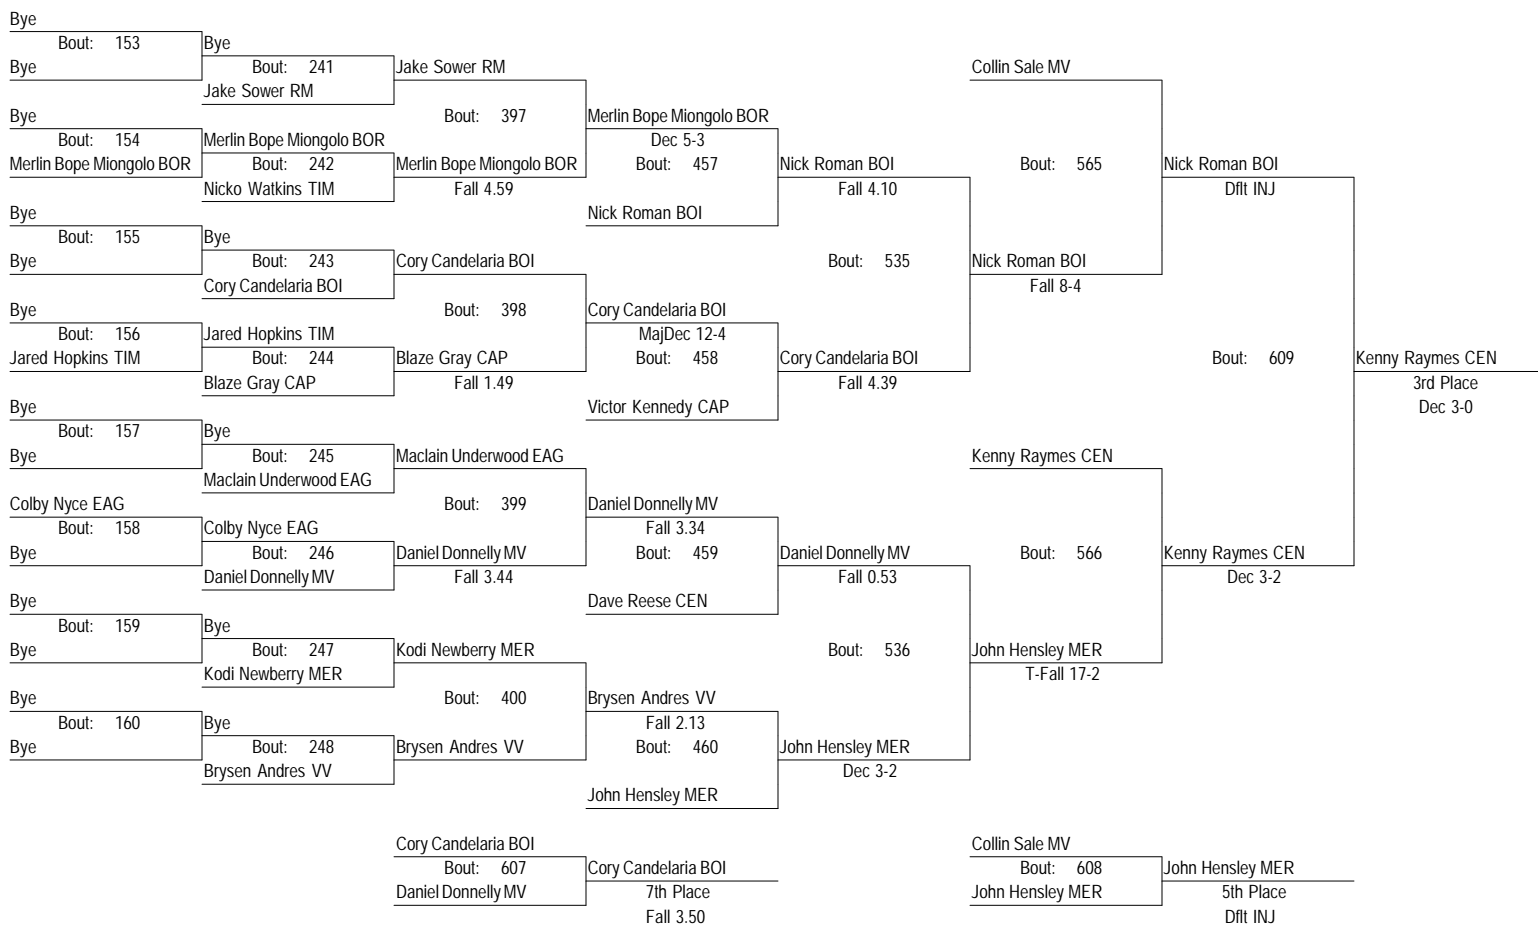 Bye
Bout: 153 Bye
Bye Bout: 241 Jake Sower RM Collin Sale MV
Jake Sower RM
Bye Bout: 397 Merlin Bope Miongolo BOR
Bout: 154 Merlin Bope Miongolo BOR Dec 5-3
Merlin Bope Miongolo BOR Bout: 242 Merlin Bope Miongolo BOR Bout: 457 Nick Roman BOI Bout: 565 Nick Roman BOI
Nicko Watkins TIM Fall 4.59 Fall 4.10 Dflt INJ
Bye Nick Roman BOI
Bout: 155 Bye
Bye Bout: 243 Cory Candelaria BOI Bout: 535 Nick Roman BOI
Cory Candelaria BOI Fall 8-4
Bye Bout: 398 Cory Candelaria BOI
Bout: 156 Jared Hopkins TIM MajDec 12-4
Jared Hopkins TIM Bout: 244 Blaze Gray CAP Bout: 458 Cory Candelaria BOI Bout: 609 Kenny Raymes CEN
Blaze Gray CAP Fall 1.49 Fall 4.39 3rd Place
Bye Victor Kennedy CAP Dec 3-0
Bout: 157 Bye
Bye Bout: 245 Maclain Underwood EAG Kenny Raymes CEN
Maclain Underwood EAG
Colby Nyce EAG Bout: 399 Daniel Donnelly MV
Bout: 158 Colby Nyce EAG Fall 3.34
Bye Bout: 246 Daniel Donnelly MV Bout: 459 Daniel Donnelly MV Bout: 566 Kenny Raymes CEN
Daniel Donnelly MV Fall 3.44 Fall 0.53 Dec 3-2
Bye Dave Reese CEN
Bout: 159 Bye
Bye Bout: 247 Kodi Newberry MER Bout: 536 John Hensley MER
Kodi Newberry MER T-Fall 17-2
Bye Bout: 400 Brysen Andres VV
Bout: 160 Bye Fall 2.13
Bye Bout: 248 Brysen Andres VV Bout: 460 John Hensley MER
Brysen Andres VV Dec 3-2
John Hensley MER
Cory Candelaria BOI Collin Sale MV
Bout: 607 Cory Candelaria BOI Bout: 608 John Hensley MER
Daniel Donnelly MV 7th Place John Hensley MER 5th Place
Fall 3.50 Dflt INJ